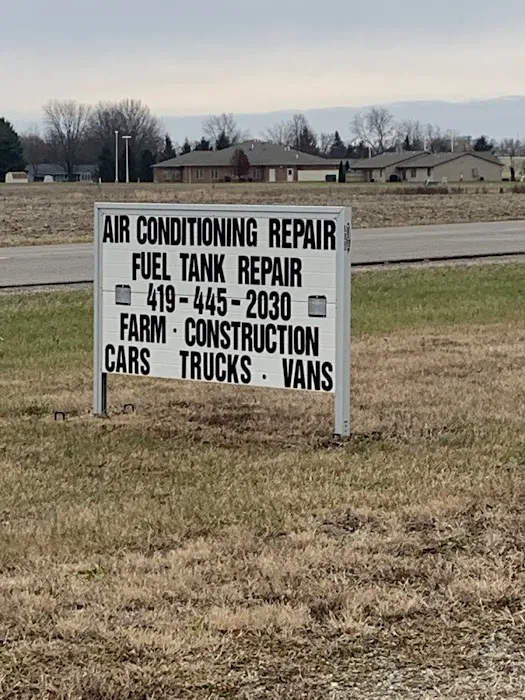 AIR CONDITIONING REPAIR
FUEL TANK REPAIR
419-445-2030
FARM · CONSTRUCTION
CARS TRUCKS · VANS